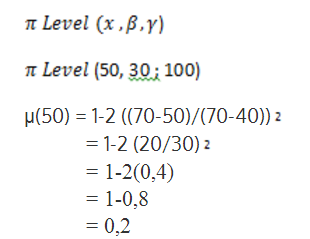 π Level (x ,β,γ)
π Level (50, 30; 100)
μ(50) = 1-2 ((70-50)/(70-40)) 2
= 1-2 (20/30) 2
= 1-2(0,4)
= 1-0,8
= 0,2